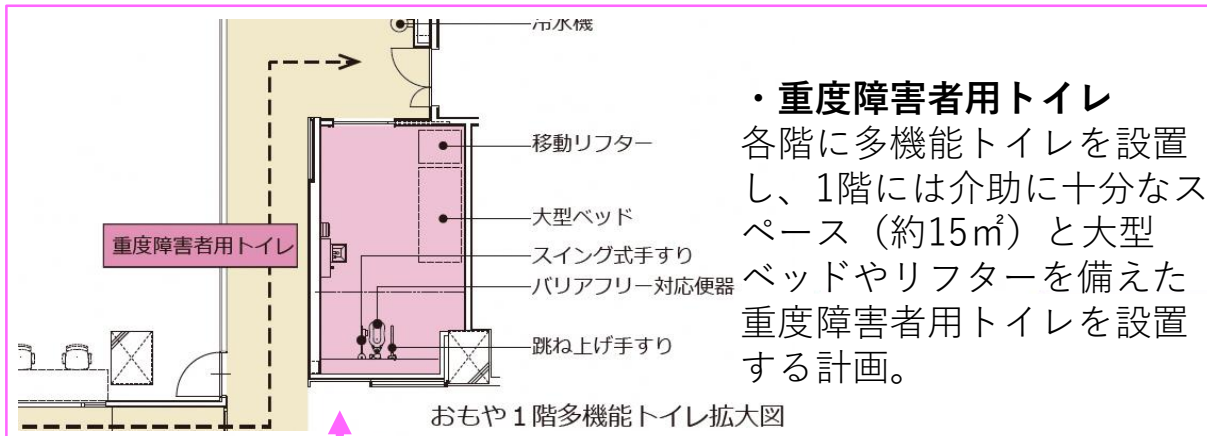 冷水機
移動リフター
大型ベッド
スイング式手すり
バリアフリー対応便器
跳ね上げ手すり
重度障害者用トイレ
おもや1階多機能トイレ拡大図
・重度障害者用トイレ
各階に多機能トイレを設置
し、1階には介助に十分なス
ペース（約15㎡）と大型
ベッドやリフターを備えた
重度障害者用トイレを設置
する計画。